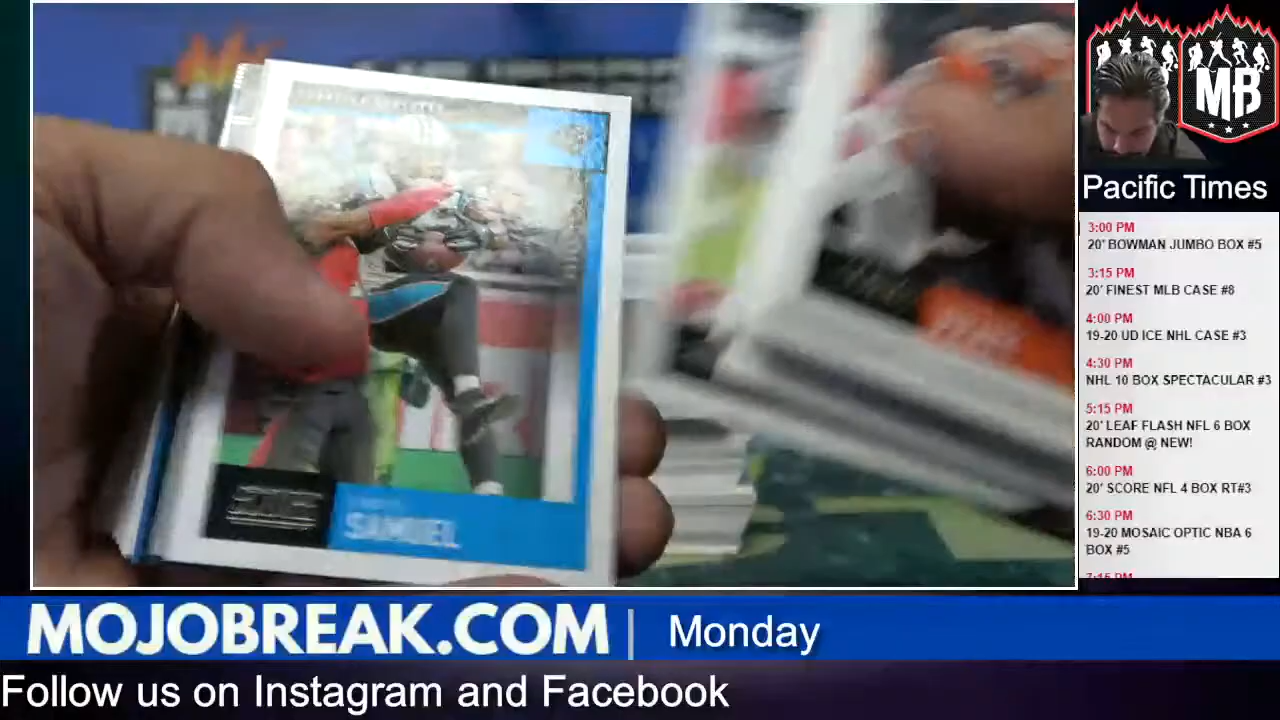 MB
Pacific Times
3:00 PM
20' BOWMAN JUMBO BOX #5
3:15 PM
20' FINEST MLB CASE #8
4:00 PM
19-20 UD ICE NHL CASE #3
4:30 PM
NHL 10 BOX SPECTACULAR #3
5:15 PM
20' LEAF FLASH NFL 6 BOX
RANDOM @ NEW!
6:00 PM
20' SCORE NFL 4 BOX RT#3
6:30 PM
19-20 MOSAIC OPTIC NBA 6
BOX #5
SAMUEL
MOJOBREAK.COM | Monday
Follow us on Instagram and Facebook